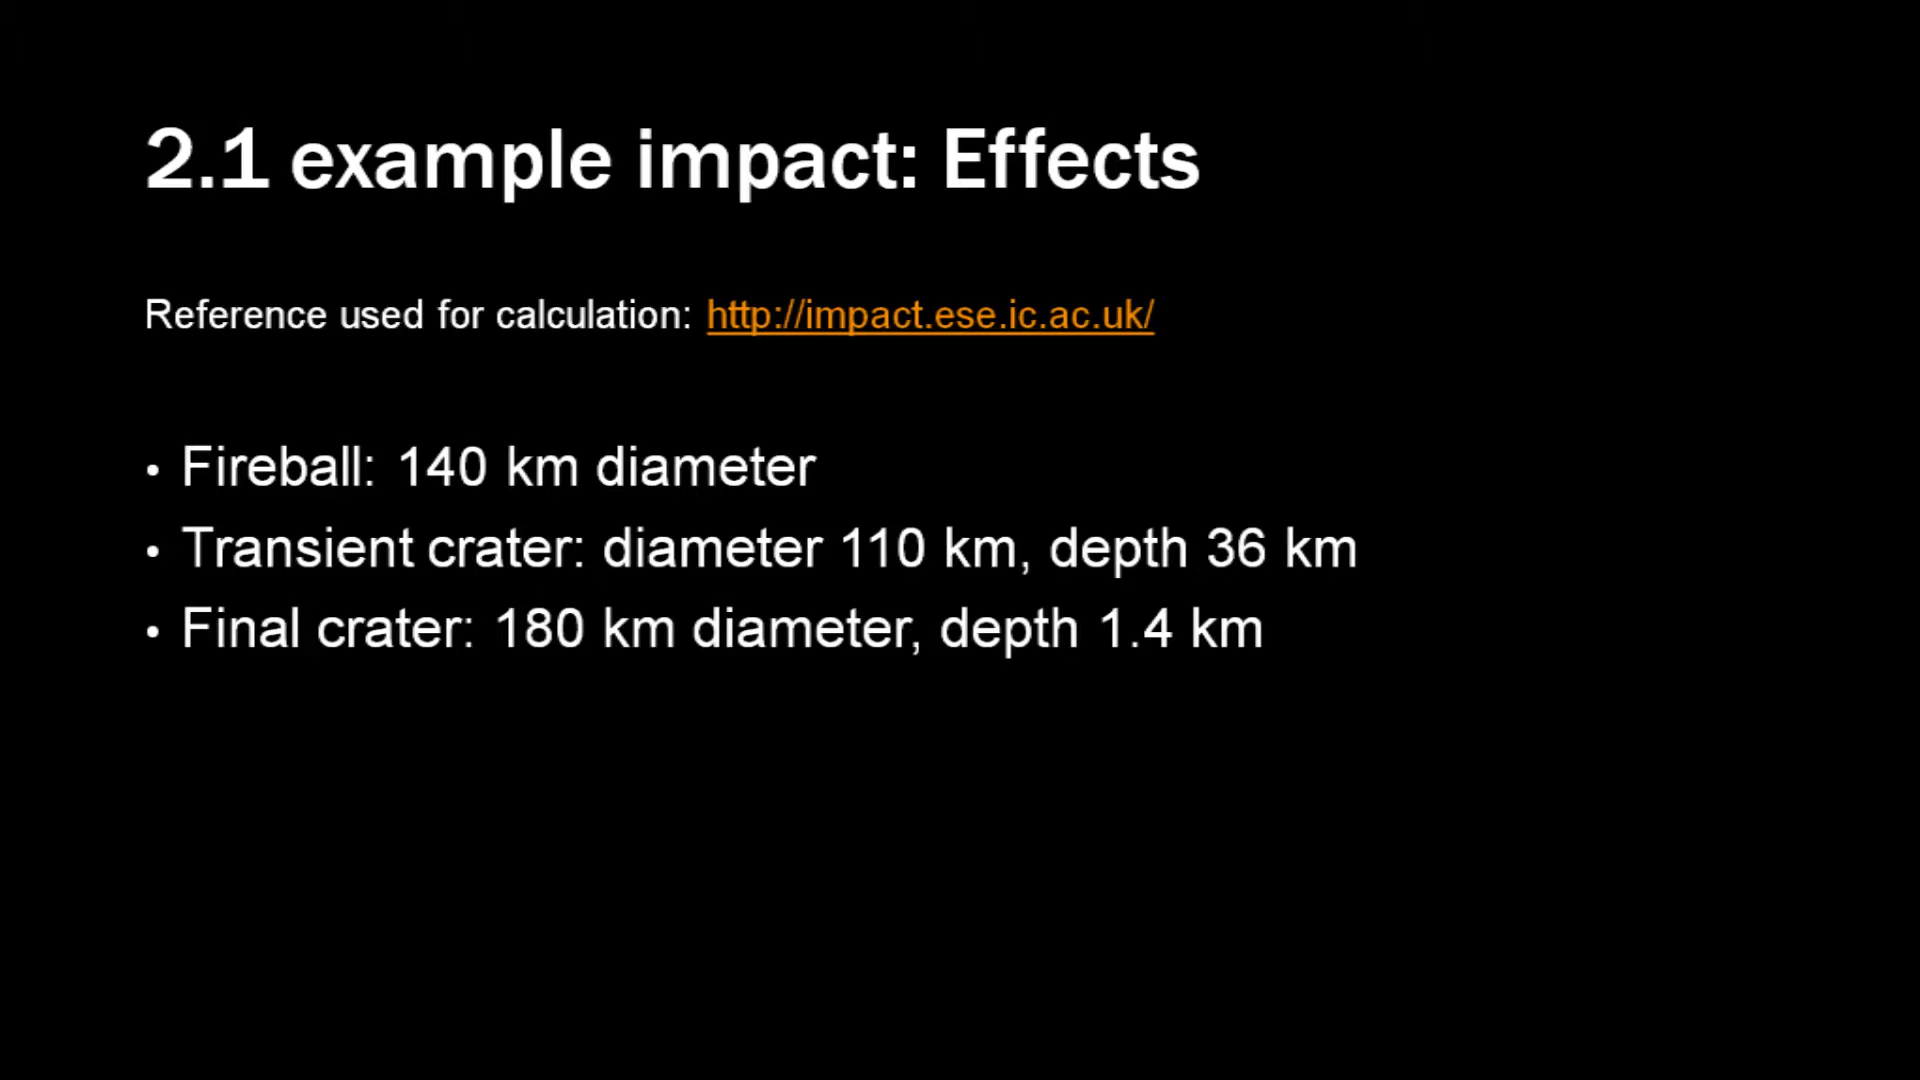 2.1 example impact: Effects
Reference used for calculation: http://impact.ese.ic.ac.uk/
• Fireball: 140 km diameter
• Transient crater: diameter 110 km, depth 36 km
• Final crater: 180 km diameter, depth 1.4 km